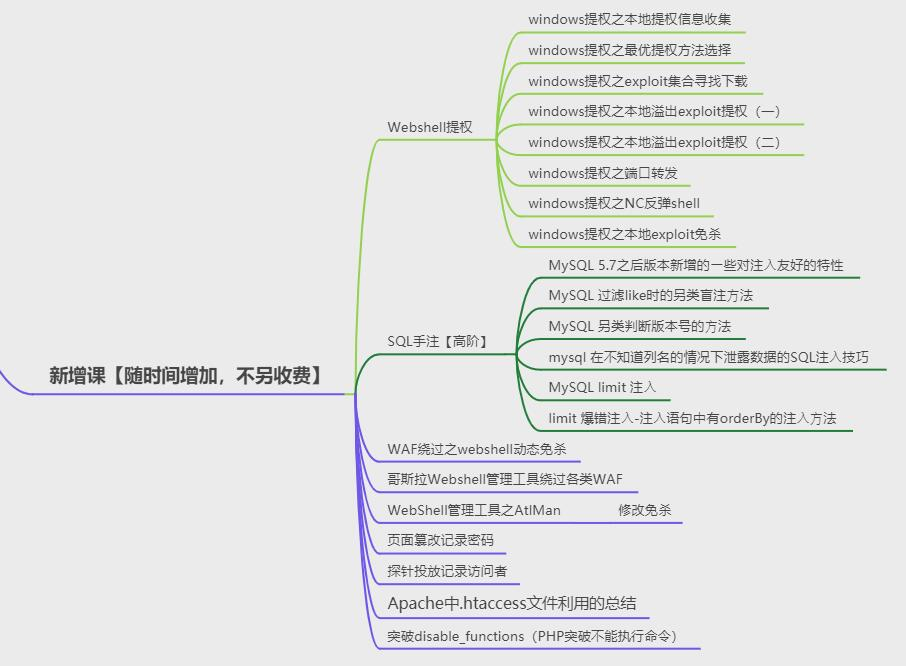 新增课【随时间增加，不另收费】
Webshell提权
windows提权之本地提权信息收集
windows提权之最优提权方法选择
windows提权之exploit集合寻找下载
windows提权之本地溢出exploit提权（一）
windows提权之本地溢出exploit提权（二）
windows提权之端口转发
windows提权之NC反弹shell
windows提权之本地exploit免杀
SQL手注【高阶】
MySQL 5.7之后版本新增的一些对注入友好的特性
MySQL 过滤like时的另类盲注方法
MySQL 另类判断版本号的方法
mysql 在不知道列名的情况下泄露数据的SQL注入技巧
MySQL limit 注入
limit 爆错注入-注入语句中有orderBy的注入方法
WAF绕过之webshell动态免杀
哥斯拉Webshell管理工具绕过各类WAF
WebShell管理工具之AtlMan 修改免杀
页面篡改记录密码
探针投放记录访问者
Apache中.htaccess文件利用的总结
突破disable_functions（PHP突破不能执行命令）